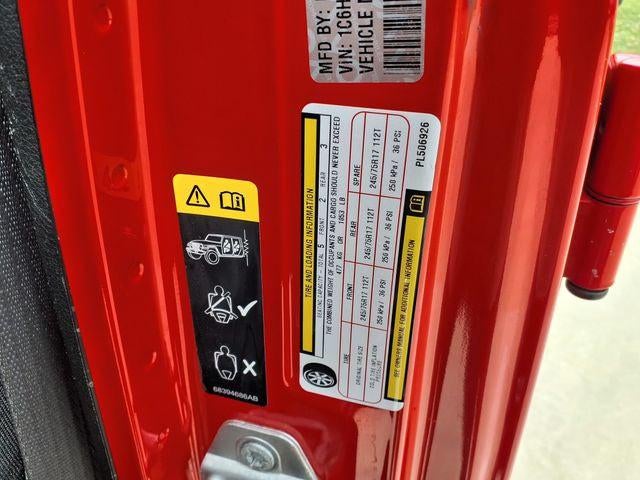 MFD BY:
VIN: 1C6H
VEHICLE
TIRE AND LOADING INFORMATION
SEATING CAPACITY - TOTAL 5 FRONT 2 REAR 3
THE COMBINED WEIGHT OF OCCUPANTS AND CARGO SHOULD NEVER EXCEED
477 KG OR 1053 LB
TIRE FRONT REAR SPARE
ORIGINAL TIRE SIZE 245/75R17 112T 245/75R17 112T 245/75R17 112T
COLD TIRE INFLATION PRESSURE 250 kPa / 36 PSI 250 kPa / 36 PSI 250 kPa / 36 PSI
SEE OWNERS MANUAL FOR ADDITIONAL INFORMATION
PL506926
68394686AB